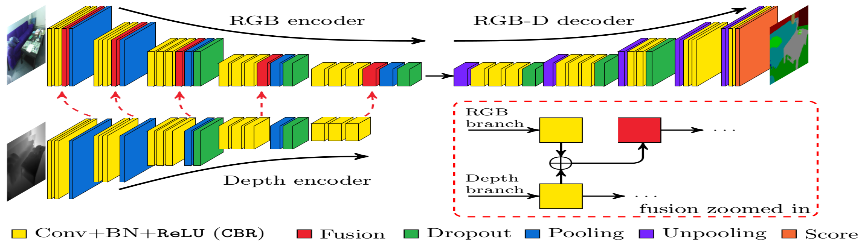 RGB encoder
RGB-D decoder
RGB
branch
Depth
branch
fusion zoomed in
Depth encoder
Conv+BN+ReLU (CBR)
Fusion
Dropout
Pooling
Unpooling
Score